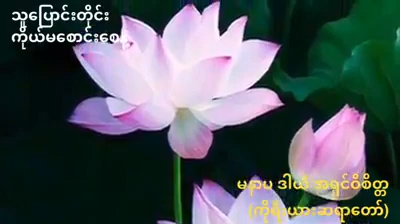 သူပြောင်းတိုင်း
ကိုယ်မစောင်းစေနဲ့
မနာပ ဒါယီ အရှင်ဝိစိတ္တ
(ကိုရီးယားဆရာတော်)